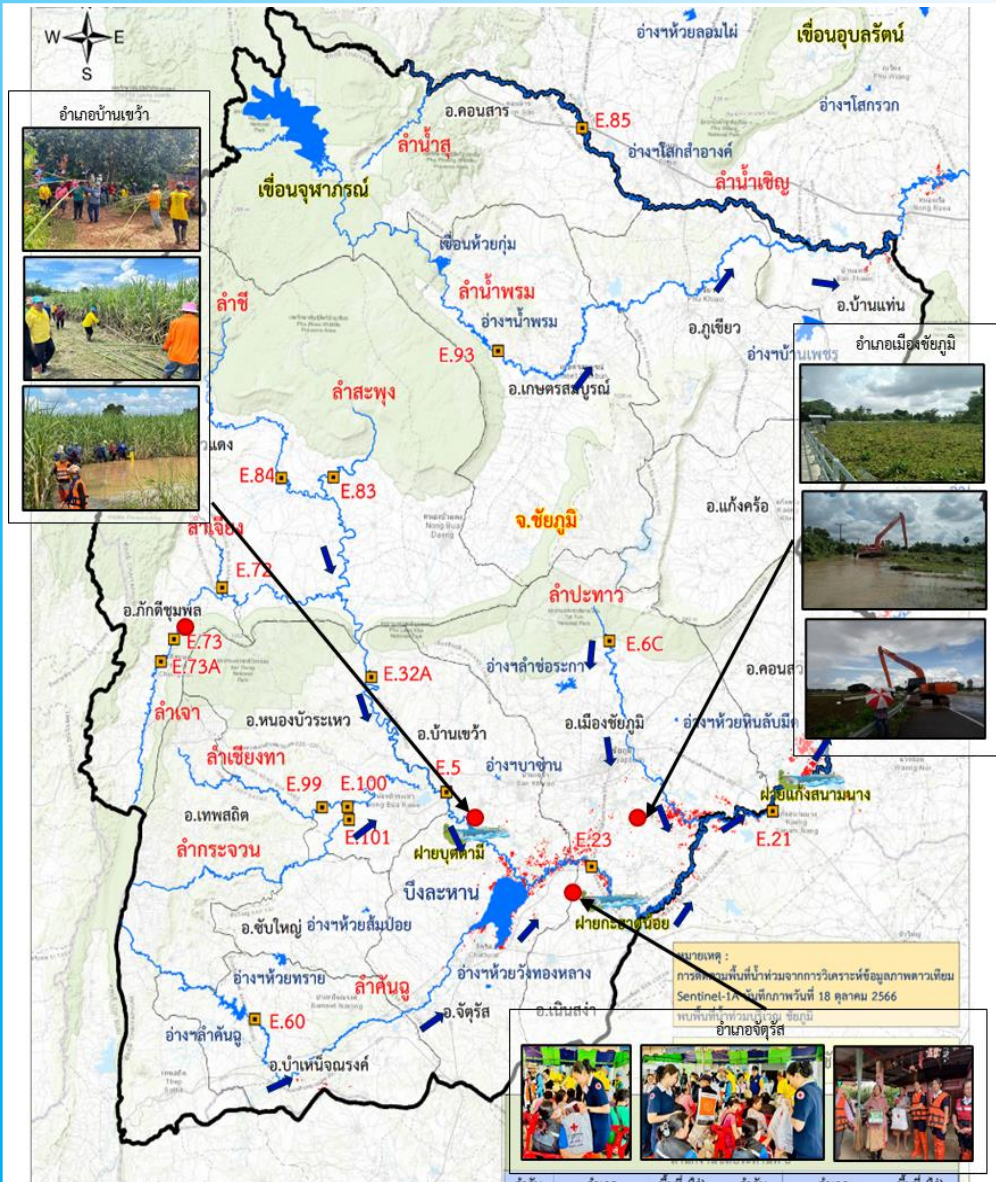 W
E
S
อ่างฯห้วยลอมไผ่
เขื่อนอุบลรัตน์
อ่างฯโสกรวก
อำเภอบ้านเขว้า
อ.คอนสาร
E.85
ลำน้ำสุ
อ่างฯโสกสำอางค์
ลำน้ำเชิญ
เขื่อนจุฬาภรณ์
เขื่อนห้วยกุ่ม
ลำชี
ลำน้ำพรม
อ่างฯน้ำพรม
อ.ภูเขียว
อ.บ้านแท่น
E.93
อ่างฯบ้านเพชร
อำเภอเมืองชัยภูมิ
อ.เกษตรสมบูรณ์
ลำสะพุง
E.84
E.83
อ.แก้งคร้อ
จ.ชัยภูมิ
ลำเจียง
E.72
ลำปะทาว
อ.ภักดีชุมพล
E.73
E.73A
E.6C
E.32A
อ่างฯลำช่อระกา
ลำเจา
อ.หนองบัวระเหว
อ.เมืองชัยภูมิ
อ่างฯห้วยหินลับมีด
อ.บ้านเขว้า
ลำเชียงทา
E.99
E.100
E.5
อ่างฯบาซ่าน
ฝายแก้งสนามนาง
อ.เทพสถิต
E.101
E.21
ลำกระจวน
ฝายบุตตามี
E.23
บึงละหาน
ฝายกะฮาดน้อย
อ.ซับใหญ่
อ่างฯห้วยส้มป่อย
อ่างฯห้วยทราย
ลำคันฉู
อ่างฯห้วยวังทองหลาง
หมายเหตุ :
การติดตามพื้นที่น้ำท่วมจากการวิเคราะห์ข้อมูลภาพดาวเทียม
Sentinel-1A บันทึกภาพวันที่ 18 ตุลาคม 2566
พบพื้นที่น้ำท่วมบริเวณ ชัยภูมิ
E.60
อ่างฯลำคันฉู
อ.จัตุรัส
อ.เนินสง่า
อำเภอจัตุรัส
อ.บำเหน็จณรงค์